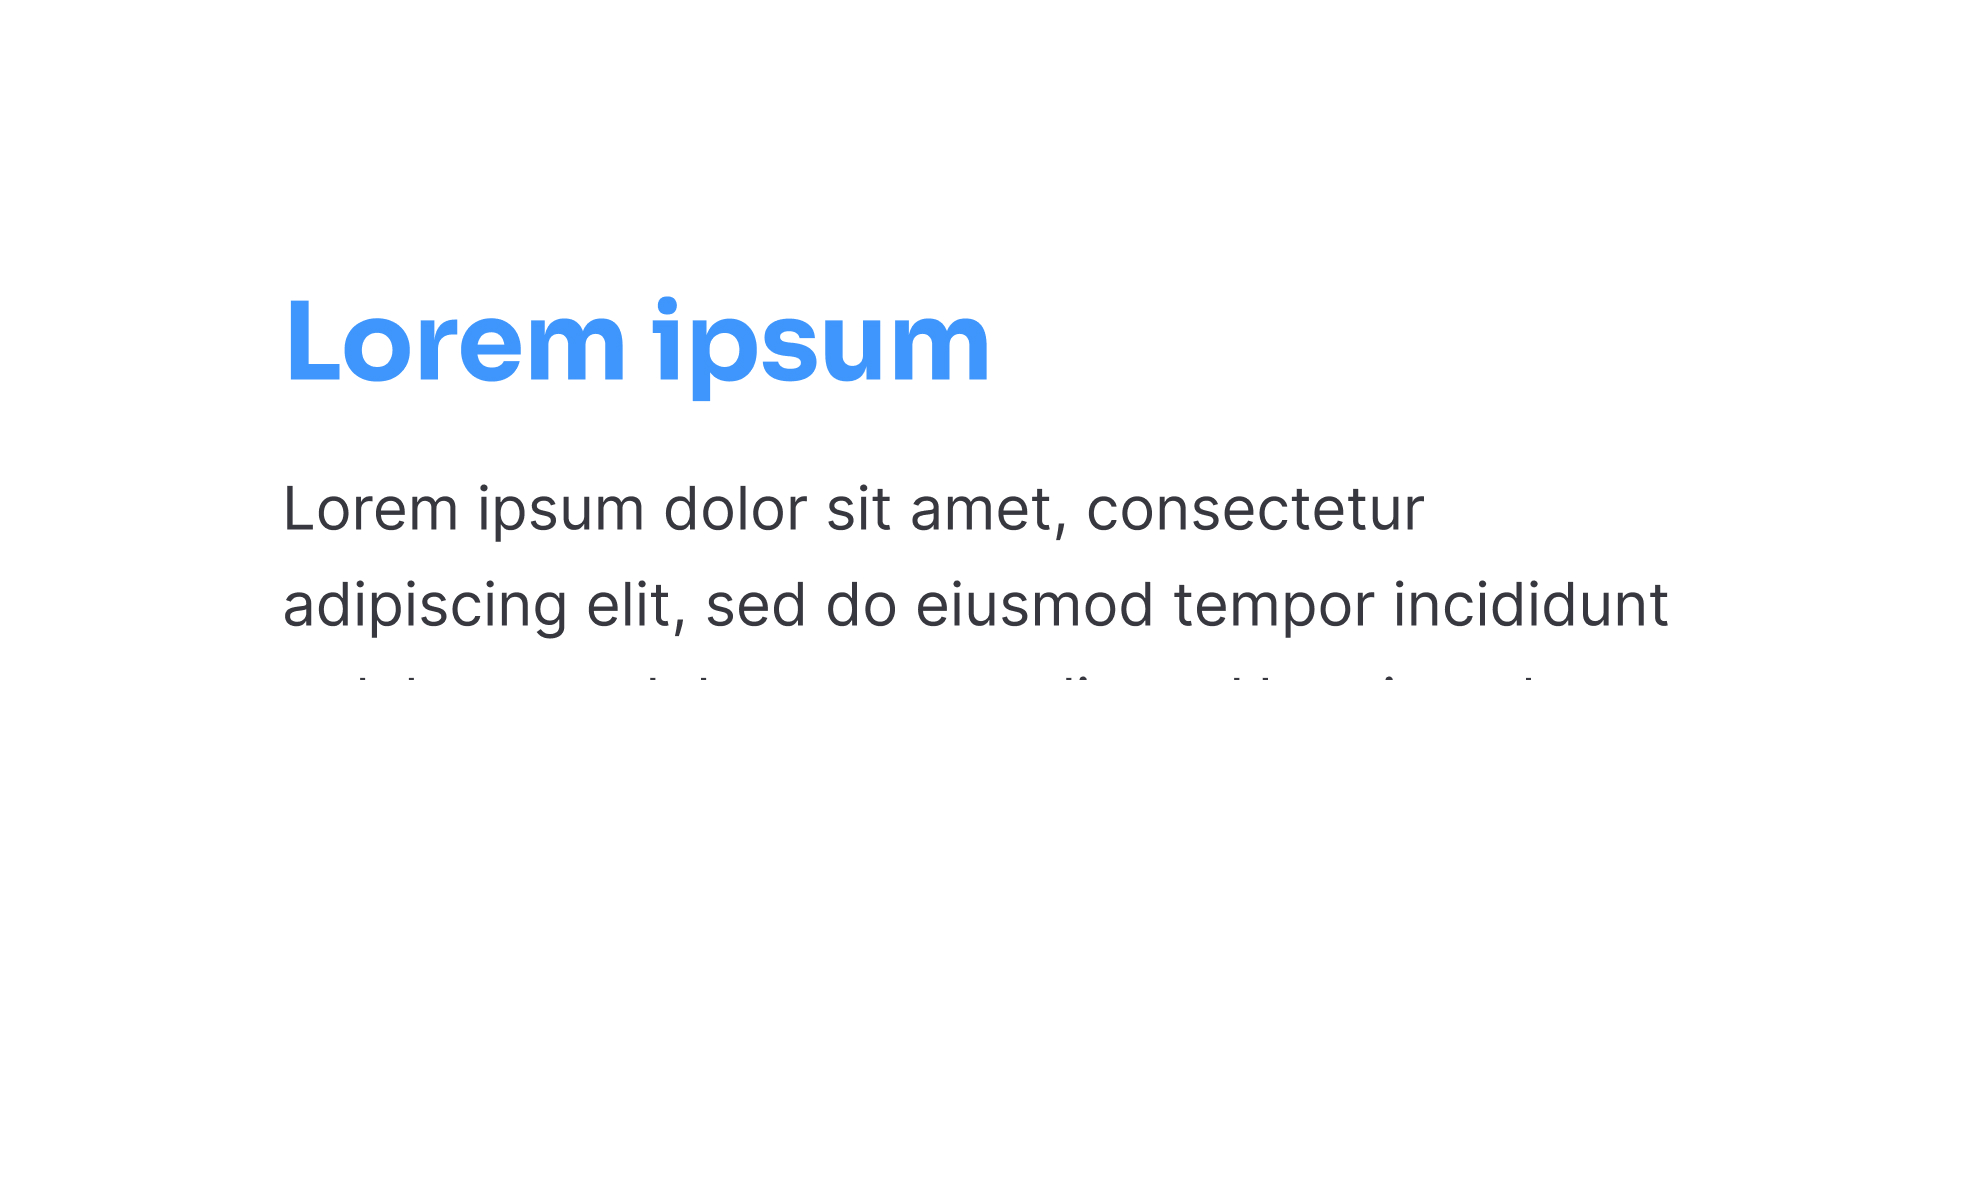 Lorem ipsum
Lorem ipsum dolor sit amet, consectetur
adipiscing elit, sed do eiusmod tempor incididunt